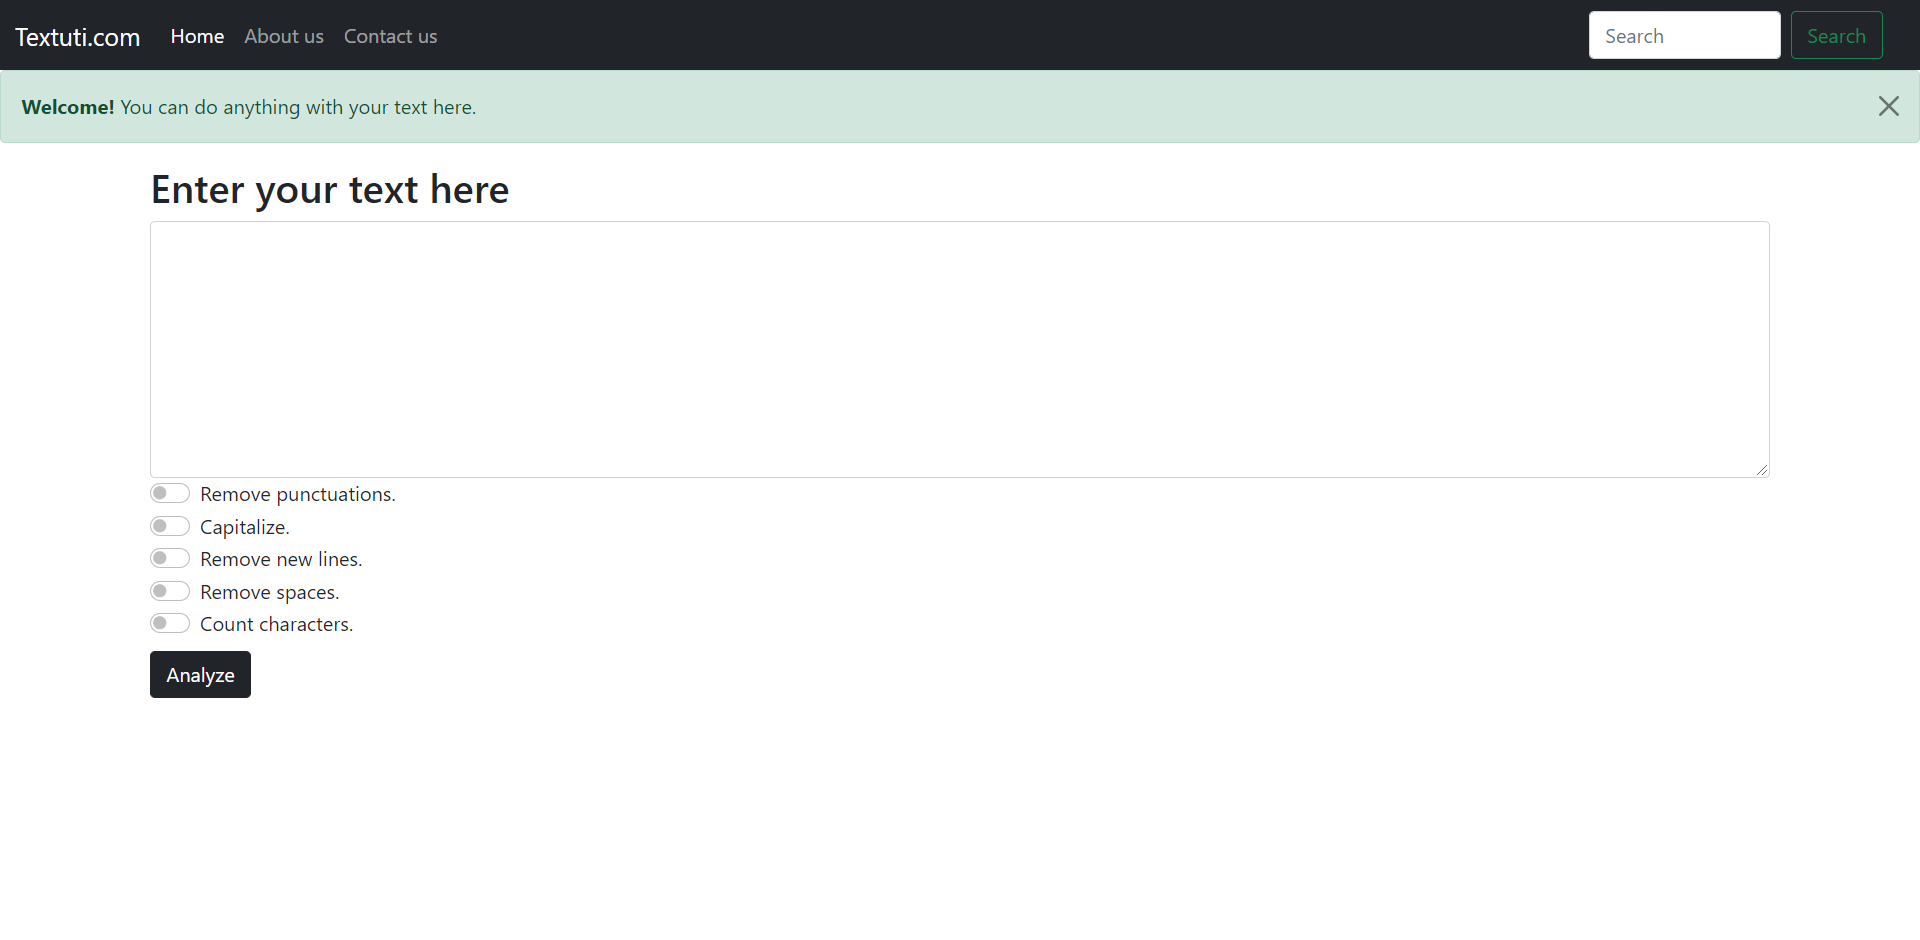 Textuti.com Home About us Contact us Search Search
Welcome! You can do anything with your text here.
Enter your text here
Remove punctuations.
Capitalize.
Remove new lines.
Remove spaces.
Count characters.
Analyze